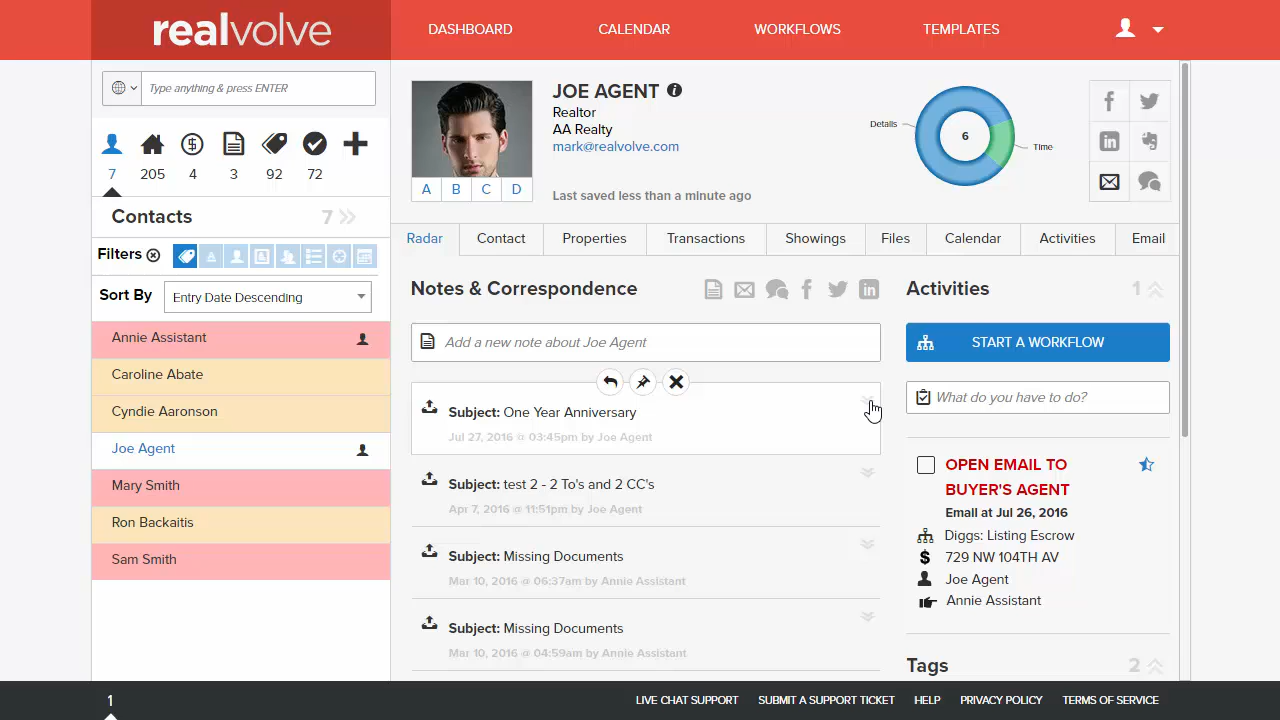 realvolve
DASHBOARD
CALENDAR
WORKFLOWS
TEMPLATES
Type anything & press ENTER
7
205
4
3
92
72
Contacts
7
Filters
Sort By
Entry Date Descending
Annie Assistant
Caroline Abate
Cyndie Aaronson
Joe Agent
Mary Smith
Ron Backaitis
Sam Smith
JOE AGENT
Realtor
AA Realty
mark@realvolve.com
A B C D
Last saved less than a minute ago
Details
6
Time
Radar
Contact
Properties
Transactions
Showings
Files
Calendar
Activities
Email
Notes & Correspondence
Add a new note about Joe Agent
Subject: One Year Anniversary
Jul 27, 2016 @ 03:45pm by Joe Agent
Subject: test 2 - 2 To's and 2 CC's
Apr 7, 2016 @ 11:51pm by Joe Agent
Subject: Missing Documents
Mar 10, 2016 @ 06:37am by Annie Assistant
Subject: Missing Documents
Mar 10, 2016 @ 04:59am by Annie Assistant
Activities
1
START A WORKFLOW
What do you have to do?
OPEN EMAIL TO
BUYER'S AGENT
Email at Jul 26, 2016
Diggs: Listing Escrow
729 NW 104TH AV
Joe Agent
Annie Assistant
Tags
2
1
LIVE CHAT SUPPORT
SUBMIT A SUPPORT TICKET
HELP
PRIVACY POLICY
TERMS OF SERVICE